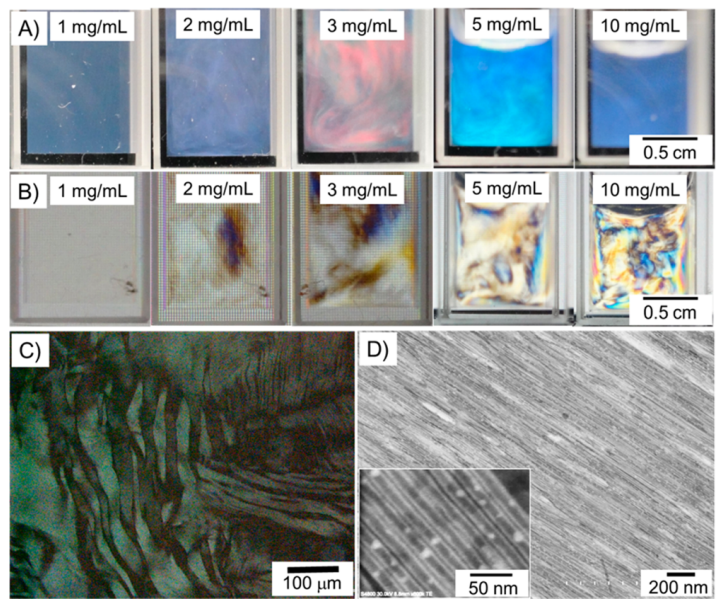 A) 1 mg/mL 2 mg/mL 3 mg/mL 5 mg/mL 10 mg/mL
0.5 cm
B) 1 mg/mL 2 mg/mL 3 mg/mL 5 mg/mL 10 mg/mL
0.5 cm
C) D)
100 μm 50 nm 200 nm